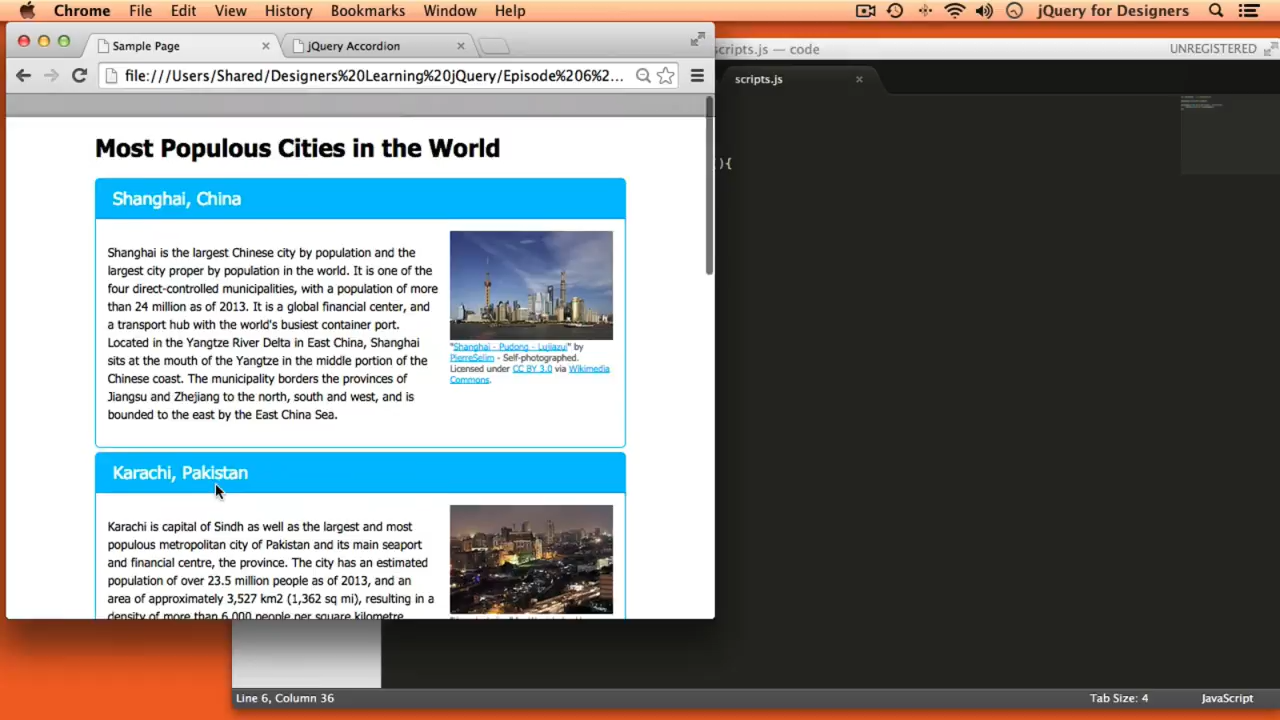 Chrome File Edit View History Bookmarks Window Help jQuery for Designers
Sample Page
jQuery Accordion
scripts.js — code
UNREGISTERED
file:///Users/Shared/Designers%20Learning%20jQuery/Episode%206%2...
scripts.js
Most Populous Cities in the World
(){
Shanghai, China
Shanghai is the largest Chinese city by population and the
largest city proper by population in the world. It is one of the
four direct-controlled municipalities, with a population of more
than 24 million as of 2013. It is a global financial center, and
a transport hub with the world's busiest container port.
Located in the Yangtze River Delta in East China, Shanghai
sits at the mouth of the Yangtze in the middle portion of the
Chinese coast. The municipality borders the provinces of
Jiangsu and Zhejiang to the north, south and west, and is
bounded to the east by the East China Sea.
"Shanghai - Pudong - Lujiazui" by
PierreSelim - Self-photographed.
Licensed under CC BY 3.0 via Wikimedia
Commons.
Karachi, Pakistan
Karachi is capital of Sindh as well as the largest and most
populous metropolitan city of Pakistan and its main seaport
and financial centre, the province. The city has an estimated
population of over 23.5 million people as of 2013, and an
area of approximately 3,527 km2 (1,362 sq mi), resulting in a
density of more than 6,000 people per square kilometre.
Line 6, Column 36
Tab Size: 4
JavaScript